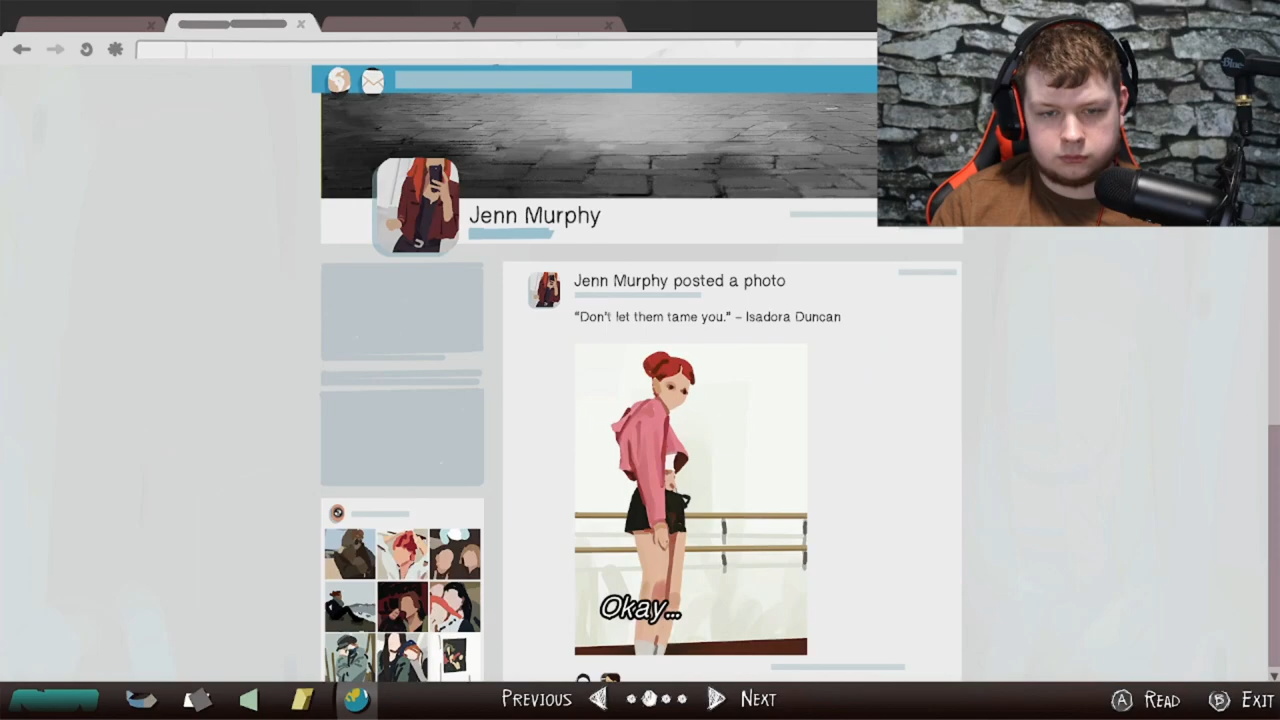 Jenn Murphy
Jenn Murphy posted a photo
"Don't let them tame you." – Isadora Duncan
Okay...
Previous
Next
A Read
B Exit